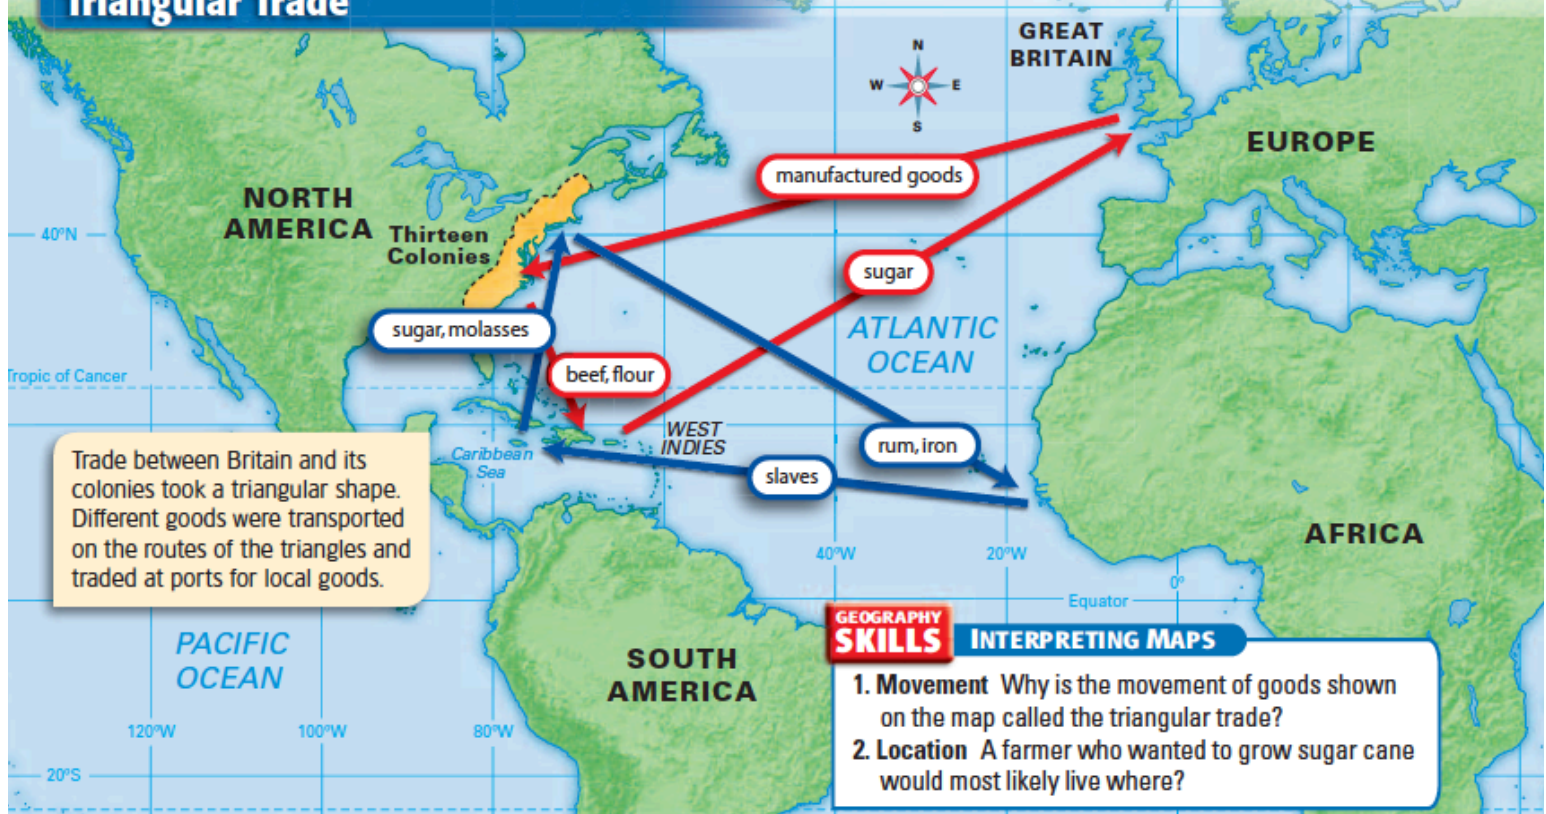 Triangular Trade
GREAT
BRITAIN
N
W
E
S
EUROPE
manufactured goods
NORTH
AMERICA
40°N
Thirteen
Colonies
sugar
sugar, molasses
ATLANTIC
OCEAN
beef, flour
Tropic of Cancer
WEST
INDIES
rum, iron
Caribbean
Sea
slaves
Trade between Britain and its
colonies took a triangular shape.
Different goods were transported
on the routes of the triangles and
traded at ports for local goods.
AFRICA
40°W
20°W
0°
Equator
PACIFIC
OCEAN
SOUTH
AMERICA
120°W
100°W
80°W
20°S
GEOGRAPHY
SKILLS
INTERPRETING MAPS
1. Movement Why is the movement of goods shown
on the map called the triangular trade?
2. Location A farmer who wanted to grow sugar cane
would most likely live where?